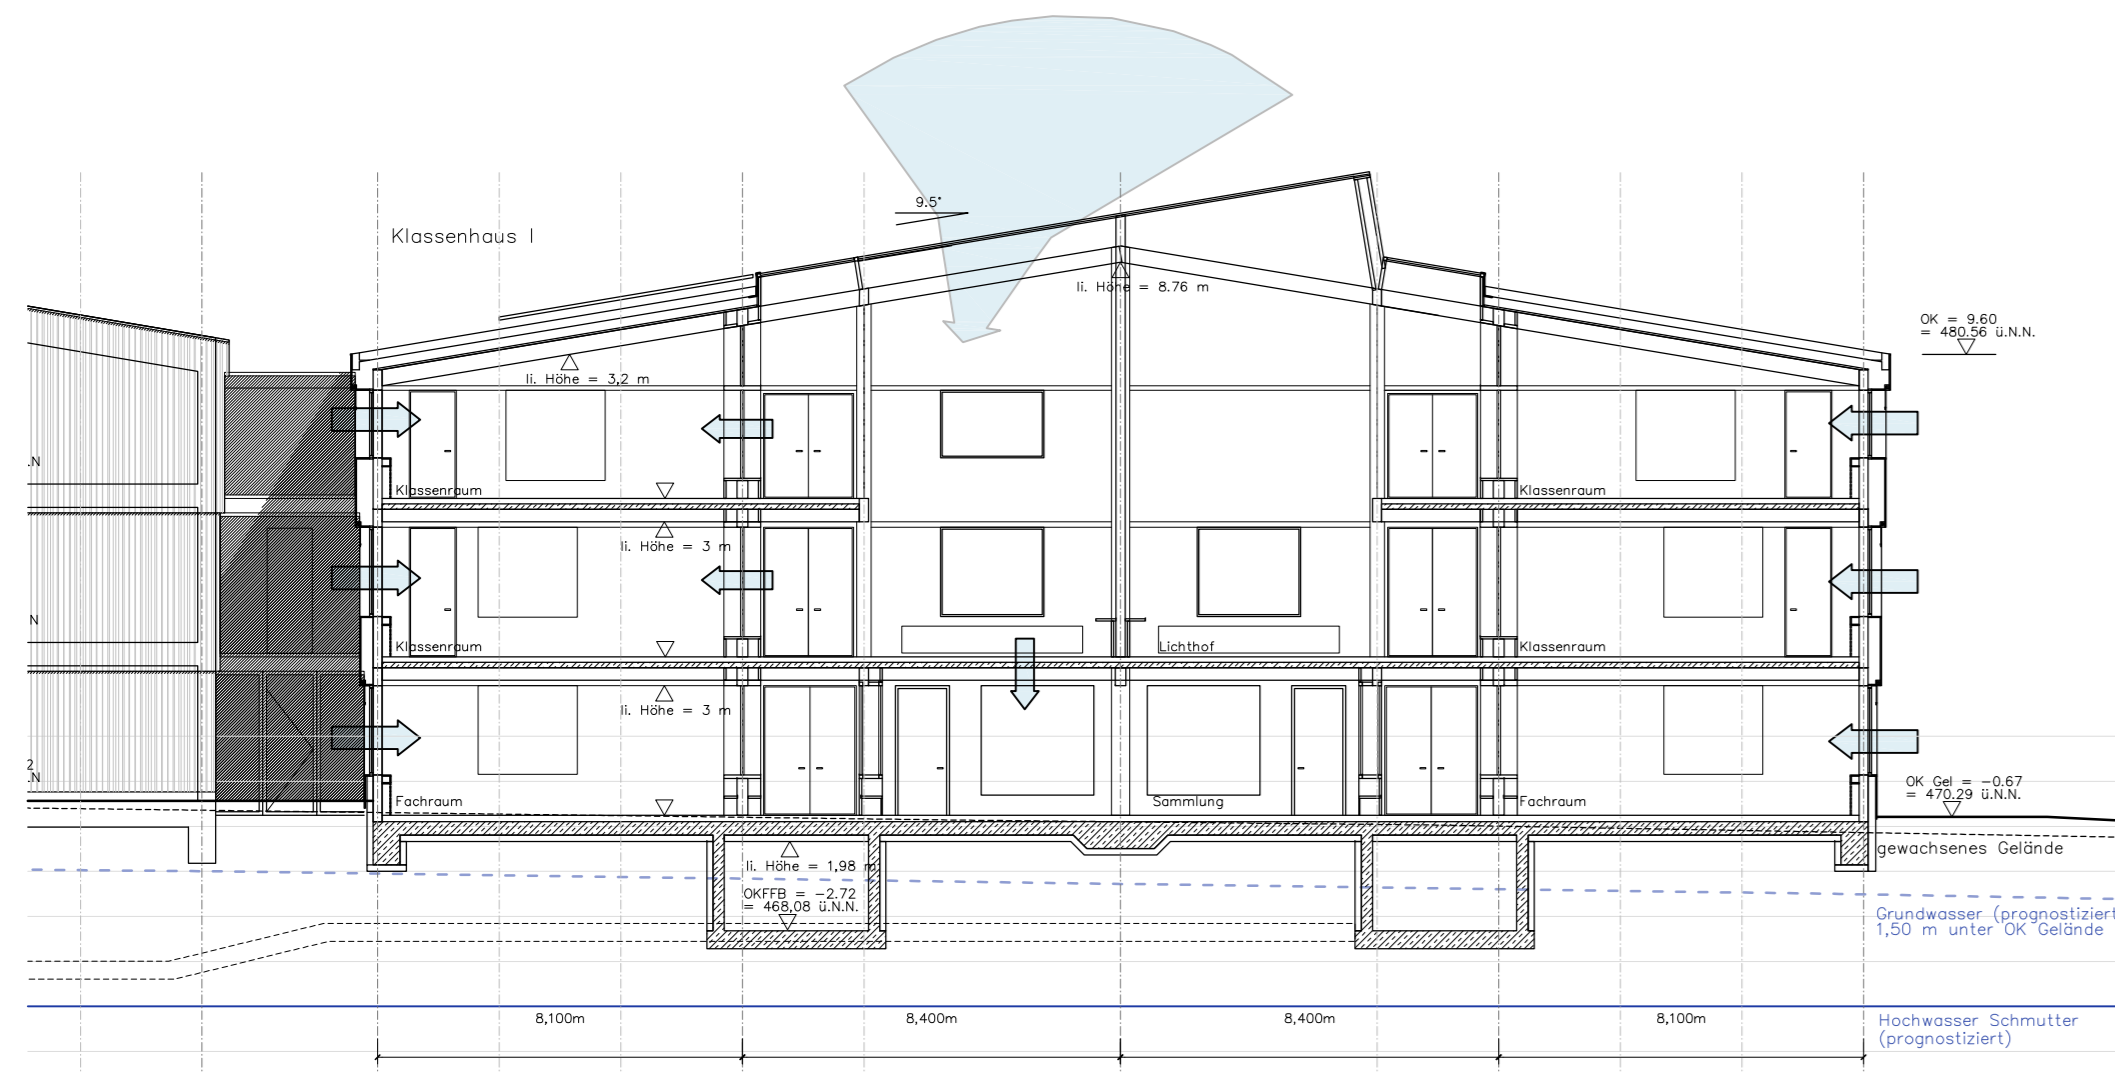 9.5°
Klassenhaus I
li. Höhe = 8.76 m
OK = 9.60
= 480.56 ü.N.N.
li. Höhe = 3,2 m
.N
Klassenraum
Klassenraum
li. Höhe = 3 m
N
Klassenraum
Lichthof
Klassenraum
li. Höhe = 3 m
2
.N
OK Gel = -0.67
= 470.29 ü.N.N.
Fachraum
Sammlung
Fachraum
gewachsenes Gelände
li. Höhe = 1,98 m
OKFFB = -2.72
= 468,08 ü.N.N.
Grundwasser (prognostiziert
1,50 m unter OK Gelände
8,100m
8,400m
8,400m
8,100m
Hochwasser Schmutter
(prognostiziert)